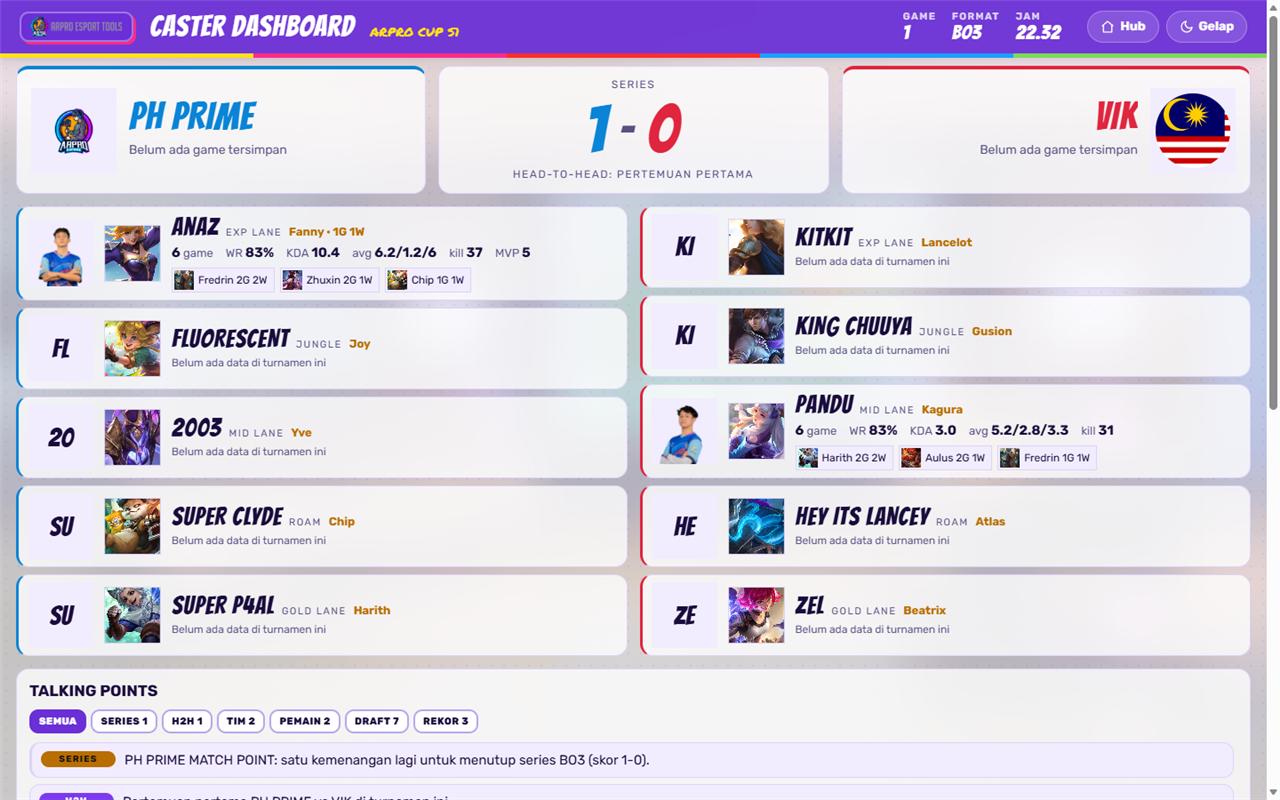 ARPRO ESPORT TOOLS
CASTER DASHBOARD
ARPRO CUP S1
GAME
1
FORMAT
BO3
JAM
22.32
Hub
Gelap
ARPRO
PH PRIME
Belum ada game tersimpan
SERIES
1 - 0
HEAD-TO-HEAD: PERTEMUAN PERTAMA
VIK
Belum ada game tersimpan
ANAZ EXP LANE Fanny · 1G 1W
6 game WR 83% KDA 10.4 avg 6.2/1.2/6 kill 37 MVP 5
Fredrin 2G 2W Zhuxin 2G 1W Chip 1G 1W
FL
FLUORESCENT JUNGLE Joy
Belum ada data di turnamen ini
20
2003 MID LANE Yve
Belum ada data di turnamen ini
SU
SUPER CLYDE ROAM Chip
Belum ada data di turnamen ini
SU
SUPER P4AL GOLD LANE Harith
Belum ada data di turnamen ini
KI
KITKIT EXP LANE Lancelot
Belum ada data di turnamen ini
KI
KING CHUUYA JUNGLE Gusion
Belum ada data di turnamen ini
PANDU MID LANE Kagura
6 game WR 83% KDA 3.0 avg 5.2/2.8/3.3 kill 31
Harith 2G 2W Aulus 2G 1W Fredrin 1G 1W
HE
HEY ITS LANCEY ROAM Atlas
Belum ada data di turnamen ini
ZE
ZEL GOLD LANE Beatrix
Belum ada data di turnamen ini
TALKING POINTS
SEMUA SERIES 1 H2H 1 TIM 2 PEMAIN 2 DRAFT 7 REKOR 3
SERIES PH PRIME MATCH POINT: satu kemenangan lagi untuk menutup series BO3 (skor 1-0).
H2H Pertemuan pertama PH PRIME vs VIK di turnamen ini